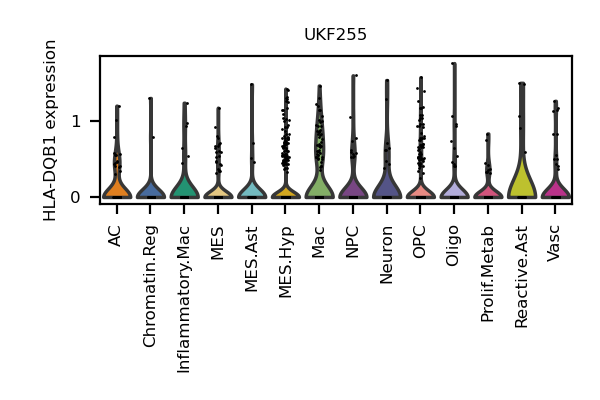 UKF255
HLA-DQB1 expression
1
0
AC
Chromatin.Reg
Inflammatory.Mac
MES
MES.Ast
MES.Hyp
Mac
NPC
Neuron
OPC
Oligo
Prolif.Metab
Reactive.Ast
Vasc